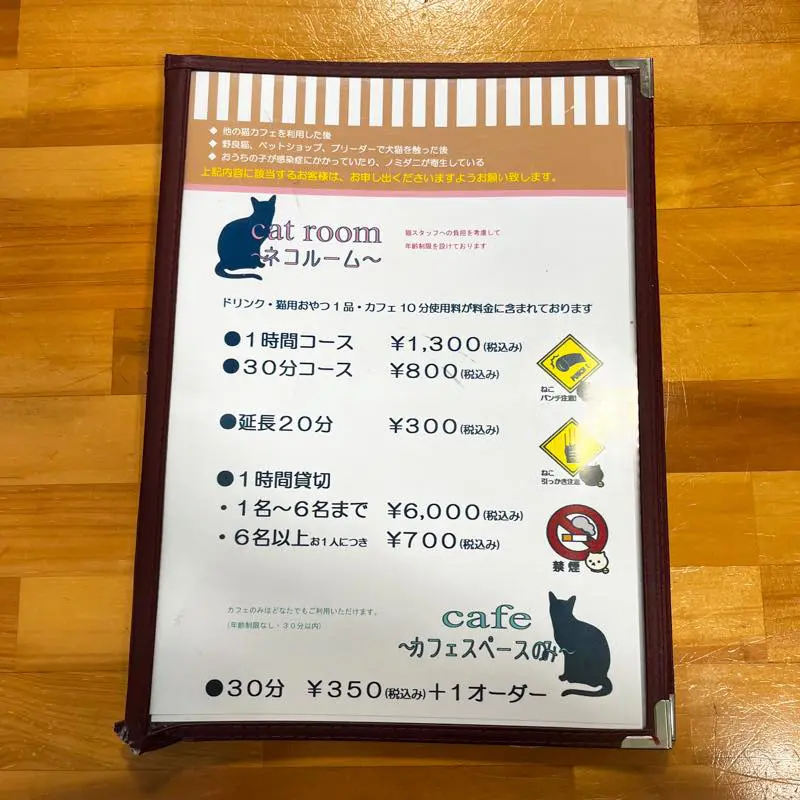 ◆ 他の猫カフェを利用した後
◆ 野良猫、ペットショップ、ブリーダーで犬猫を触った後
◆ おうちの子が感染症にかかっていたり、ノミダニが寄生している
上記内容に該当するお客様は、お申し出くださいますようお願い致します。
cat room
～ネコルーム～
猫スタッフへの負担を考慮して
年齢制限を設けております
ドリンク・猫用おやつ1品・カフェ10分使用料が料金に含まれております
●1時間コース ¥1,300(税込み)
●30分コース ¥800(税込み)
PUNCH
ねこ
パンチ注意!
●延長20分 ¥300(税込み)
ねこ
引っかき注意
●1時間貸切
・1名～6名まで ¥6,000(税込み)
・6名以上お1人につき ¥700(税込み)
禁煙
カフェのみはどなたでもご利用いただけます。
(年齢制限なし・30分以内)
cafe
～カフェスペースのみ～
●30分 ¥350(税込み)+1オーダー